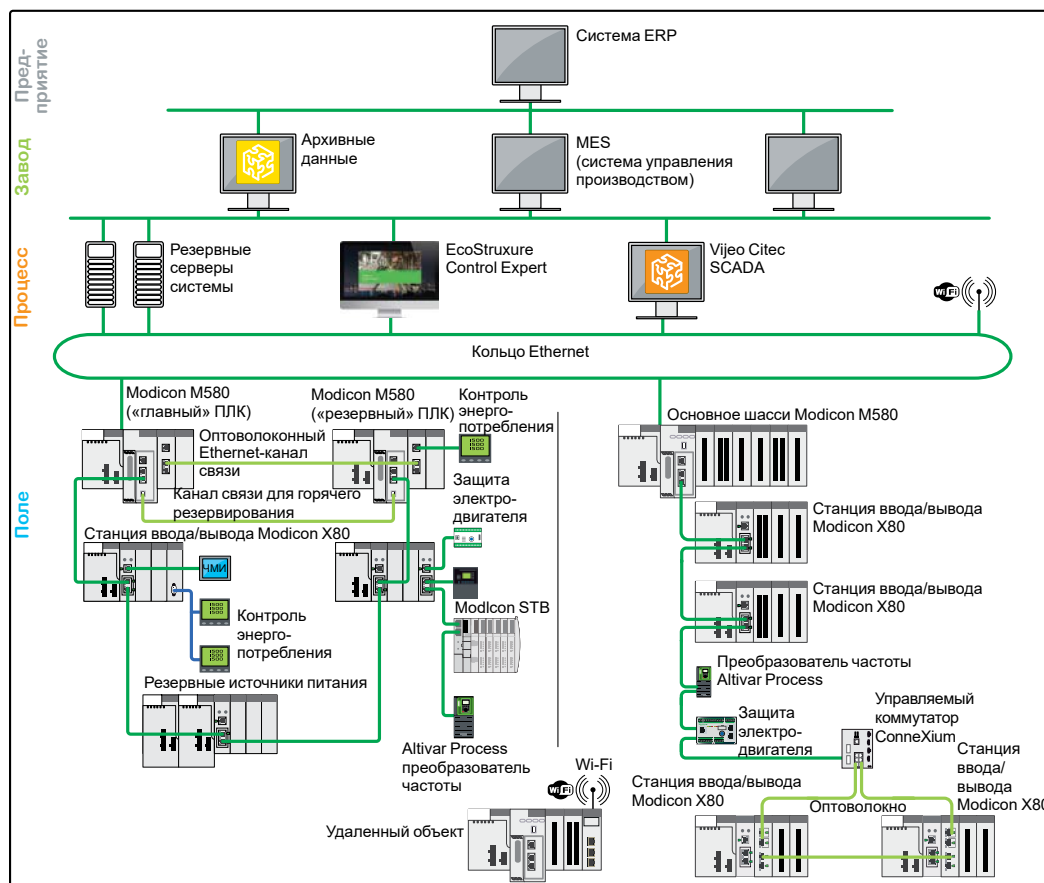 Пред-
приятие
Система ERP
Завод
Архивные
данные
MES
(система управления
производством)
Процесс
Резервные
серверы
системы
EcoStruxure
Control Expert
Vijeo Citec
SCADA
Wi Fi
Кольцо Ethernet
Поле
Modicon M580
(«главный» ПЛК)
Modicon M580
(«резервный» ПЛК)
Контроль
энерго-
потребления
Оптоволоконный
Ethernet-канал
связи
Канал связи для горячего
резервирования
Защита
электро-
двигателя
Станция ввода/вывода Modicon X80
ЧМИ
Контроль
энерго-
потребления
ModIcon STB
Резервные источники питания
Altivar Process
преобразователь
частоты
Основное шасси Modicon M580
Станция ввода/вывода
Modicon X80
Станция ввода/вывода
Modicon X80
Преобразователь частоты
Altivar Process
Защита
электро-
двигателя
Управляемый
коммутатор
ConneXium
Станция
ввода/
вывода
Modicon X80
Станция ввода/вывода
Modicon X80
Оптоволокно
Wi-Fi
Wi Fi
Удаленный объект